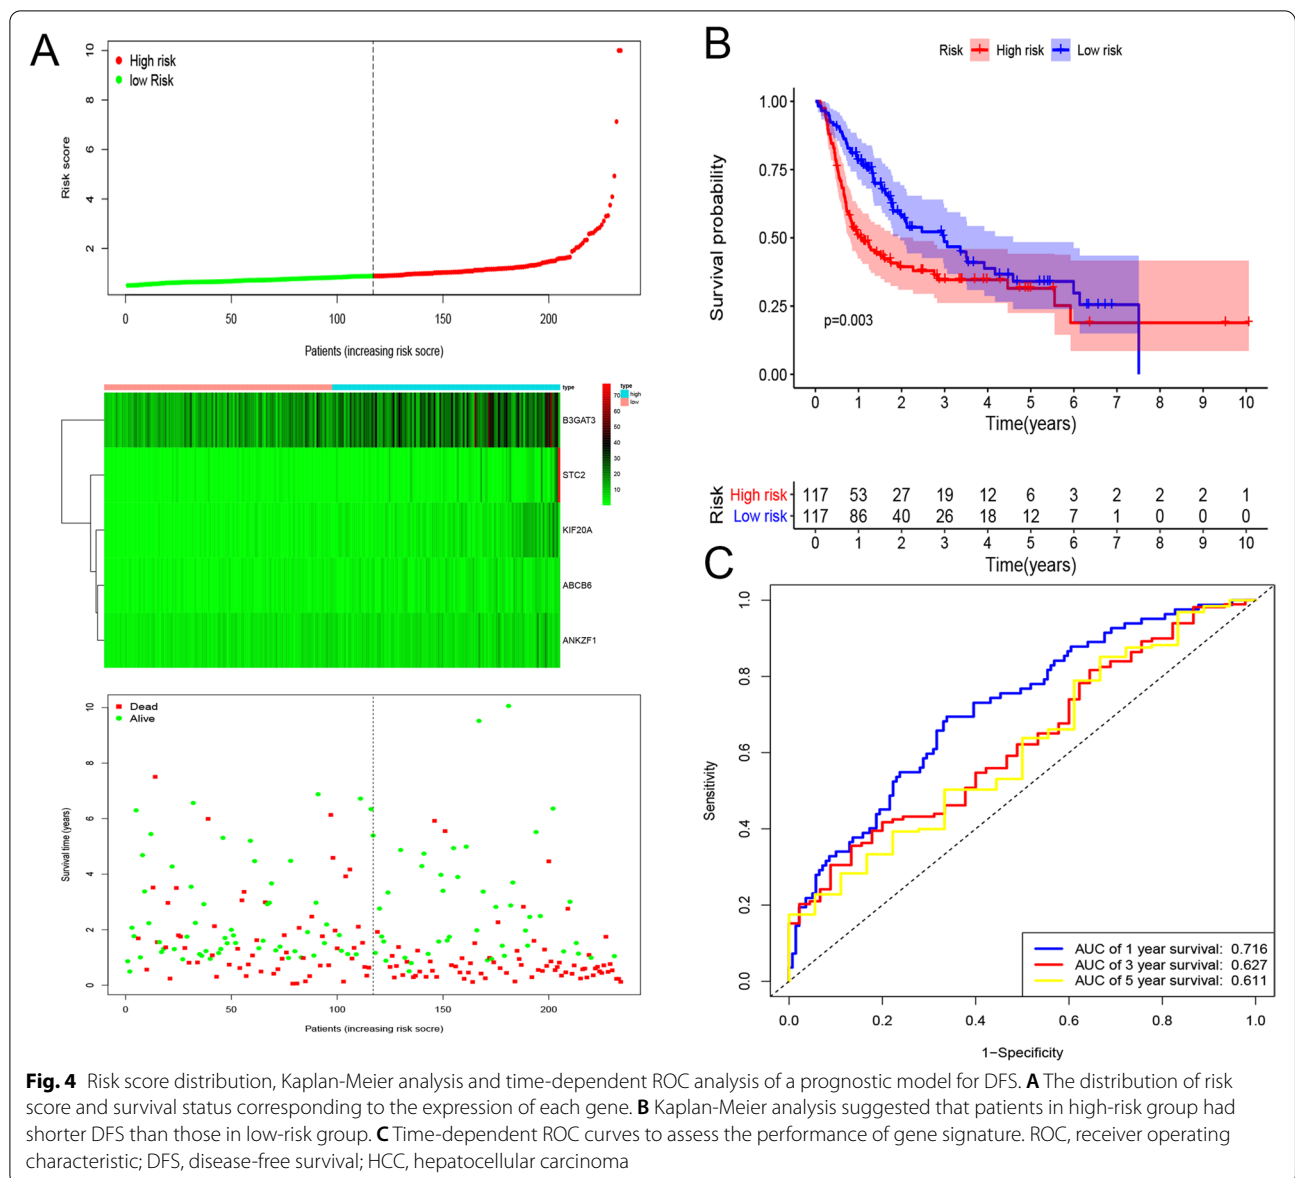 A
High risk
low Risk
Risk score
10
8
6
4
2
0 50 100 150 200
Patients (increasing risk socre)
type
B3GAT3
STC2
KIF20A
ABCB6
ANKZF1
70
60
50
40
30
20
10
type
high
low
Dead
Alive
Survival time (years)
10
8
6
4
2
0
0 50 100 150 200
Patients (increasing risk socre)
B
Risk High risk Low risk
Survival probability
1.00
0.75
0.50
0.25
0.00
p=0.003
0 1 2 3 4 5 6 7 8 9 10
Time(years)
Risk
High risk 117 53 27 19 12 6 3 2 2 2 1
Low risk 117 86 40 26 18 12 7 1 0 0 0
0 1 2 3 4 5 6 7 8 9 10
Time(years)
C
Sensitivity
1.0
0.8
0.6
0.4
0.2
0.0
AUC of 1 year survival: 0.716
AUC of 3 year survival: 0.627
AUC of 5 year survival: 0.611
0.0 0.2 0.4 0.6 0.8 1.0
1−Specificity
Fig. 4 Risk score distribution, Kaplan-Meier analysis and time-dependent ROC analysis of a prognostic model for DFS. A The distribution of risk
score and survival status corresponding to the expression of each gene. B Kaplan-Meier analysis suggested that patients in high-risk group had
shorter DFS than those in low-risk group. C Time-dependent ROC curves to assess the performance of gene signature. ROC, receiver operating
characteristic; DFS, disease-free survival; HCC, hepatocellular carcinoma